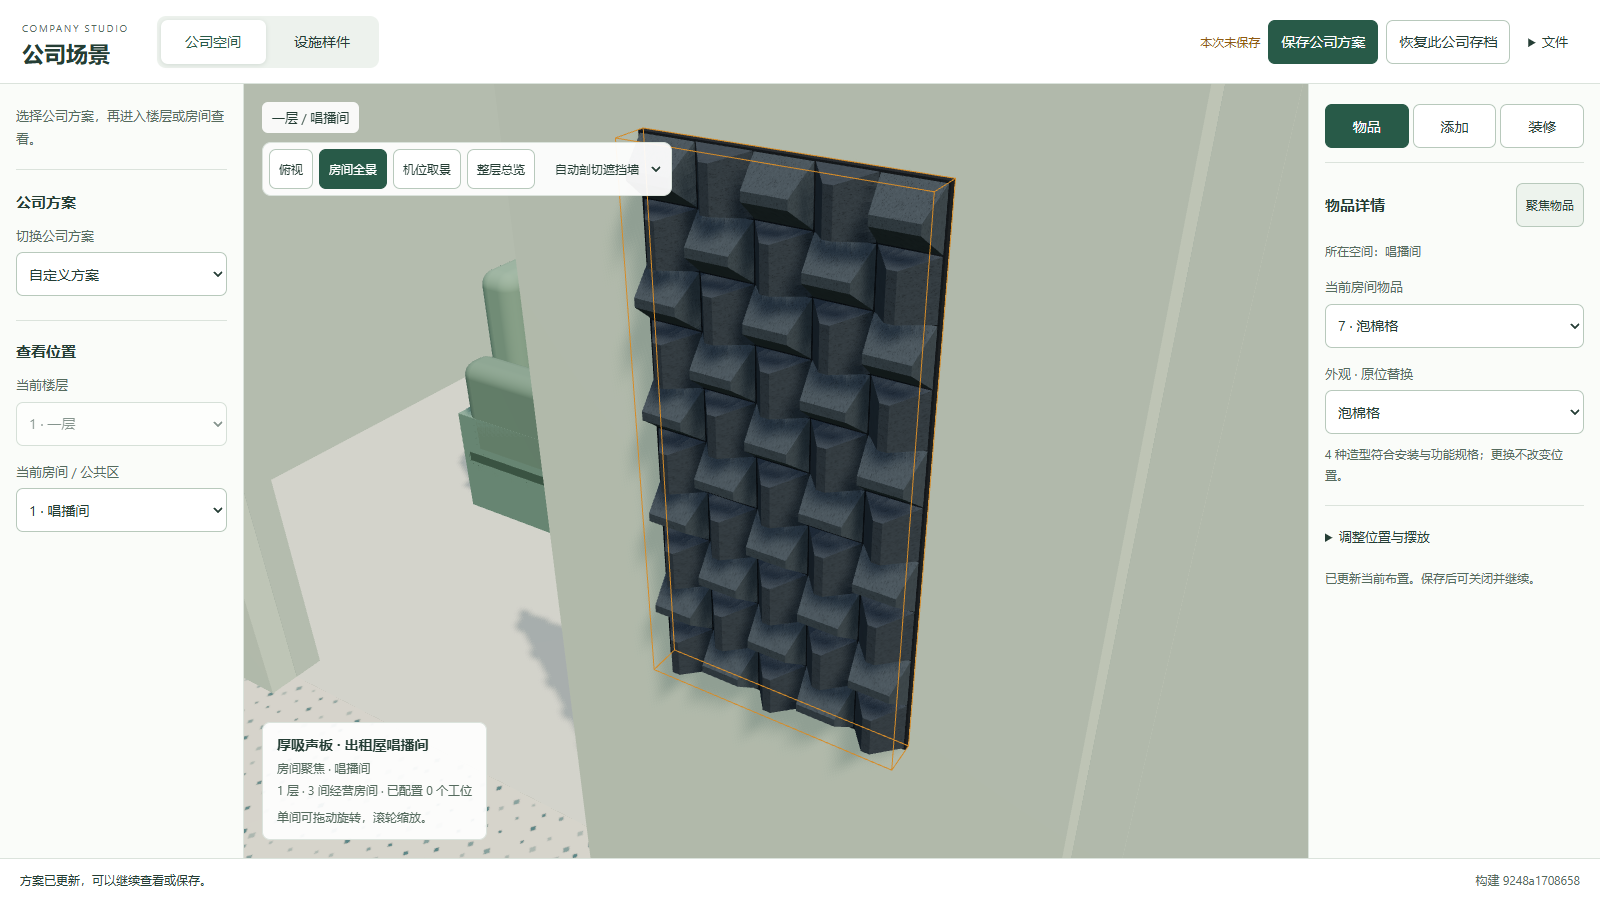 COMPANY STUDIO
公司场景
公司空间
设施样件
本次未保存
保存公司方案
恢复此公司存档
文件
选择公司方案，再进入楼层或房间查
看。
公司方案
切换公司方案
自定义方案
查看位置
当前楼层
1 · 一层
当前房间 / 公共区
1 · 唱播间
一层 / 唱播间
俯视
房间全景
机位取景
整层总览
自动剖切遮挡墙
厚吸声板 · 出租屋唱播间
房间聚焦 · 唱播间
1 层 · 3 间经营房间 · 已配置 0 个工位
单间可拖动旋转，滚轮缩放。
物品
添加
装修
物品详情
聚焦物品
所在空间：唱播间
当前房间物品
7 · 泡棉格
外观 · 原位替换
泡棉格
4 种造型符合安装与功能规格；更换不改变位
置。
调整位置与摆放
已更新当前布置。保存后可关闭并继续。
方案已更新，可以继续查看或保存。
构建 9248a1708658